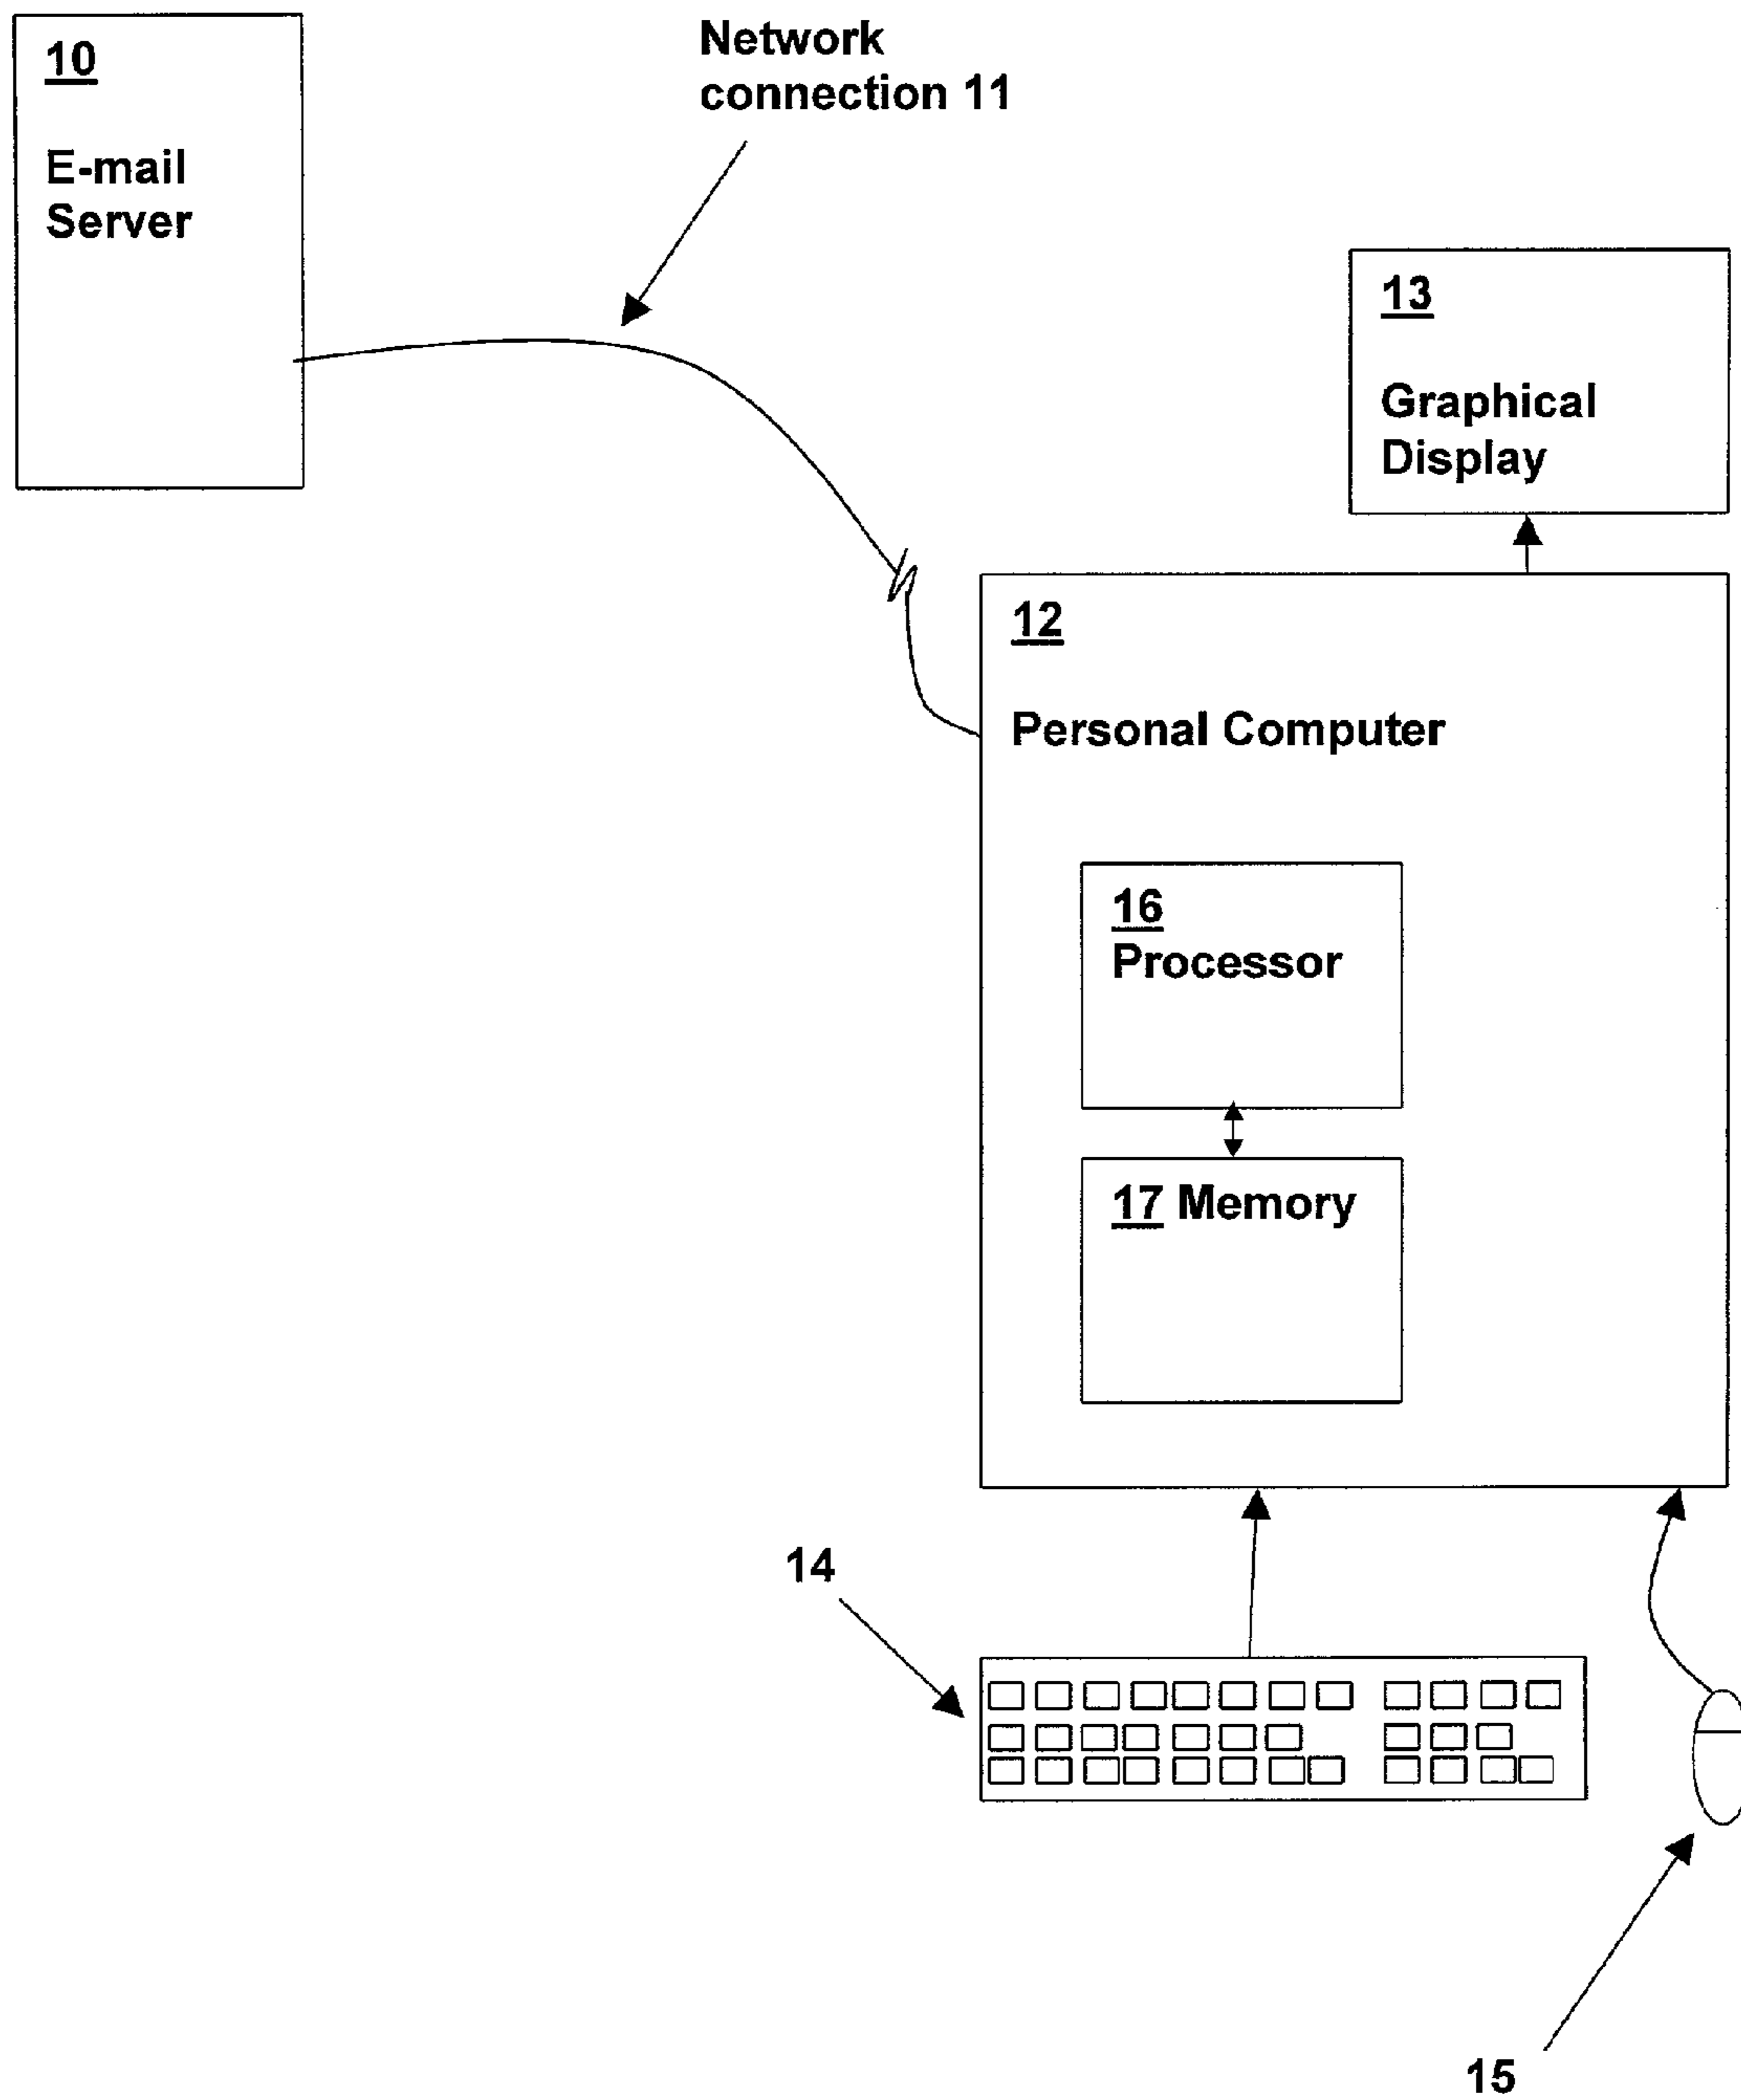 10
E-mail
Server
Network
connection 11
13
Graphical
Display
12
Personal Computer
16
Processor
17 Memory
14
15